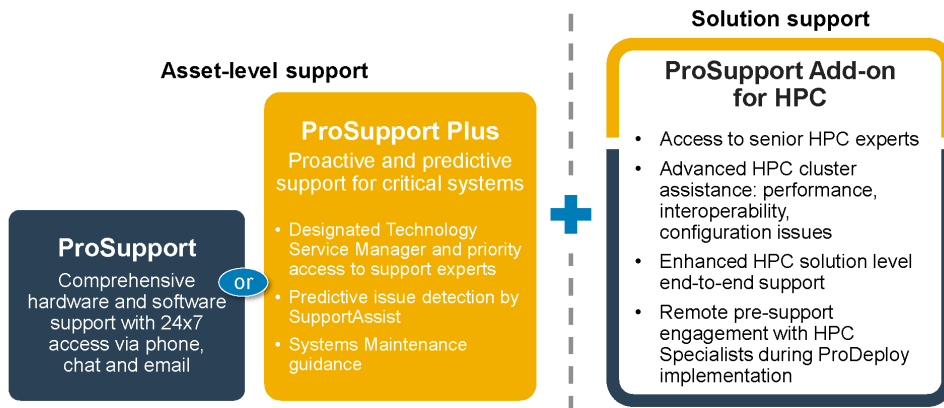 Asset-level support
ProSupport
Comprehensive
hardware and software
support with 24x7
access via phone,
chat and email
or
ProSupport Plus
Proactive and predictive
support for critical systems
• Designated Technology
Service Manager and priority
access to support experts
• Predictive issue detection by
SupportAssist
• Systems Maintenance
guidance
Solution support
ProSupport Add-on
for HPC
• Access to senior HPC experts
• Advanced HPC cluster
assistance: performance,
interoperability,
configuration issues
• Enhanced HPC solution level
end-to-end support
• Remote pre-support
engagement with HPC
Specialists during ProDeploy
implementation